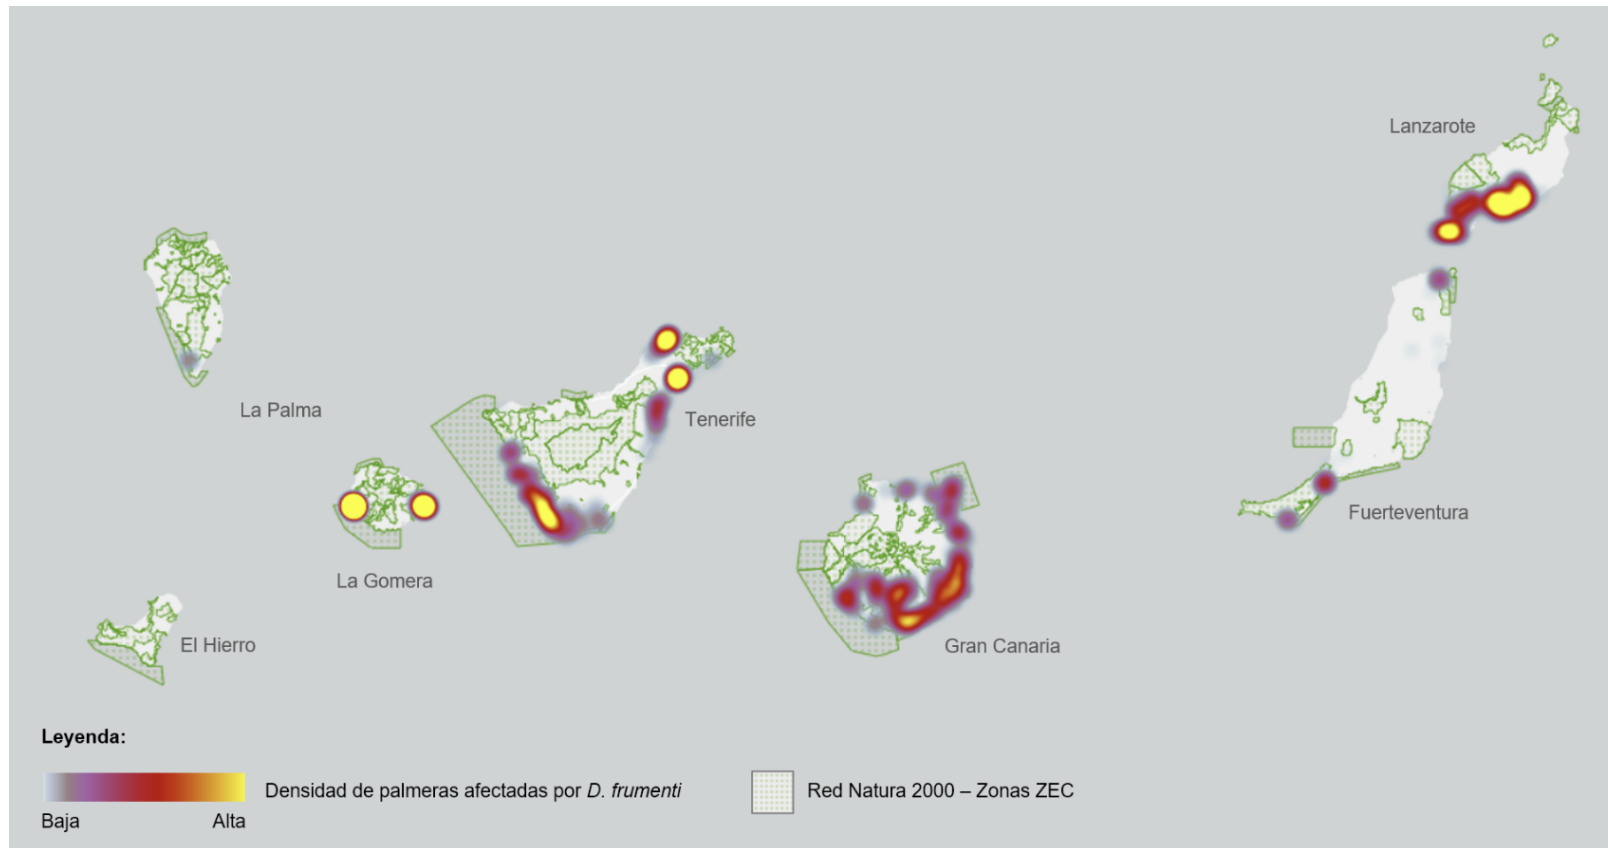 Lanzarote
La Palma
Tenerife
Fuerteventura
La Gomera
El Hierro
Gran Canaria
Leyenda:
Densidad de palmeras afectadas por D. frumenti
Red Natura 2000 – Zonas ZEC
Baja
Alta